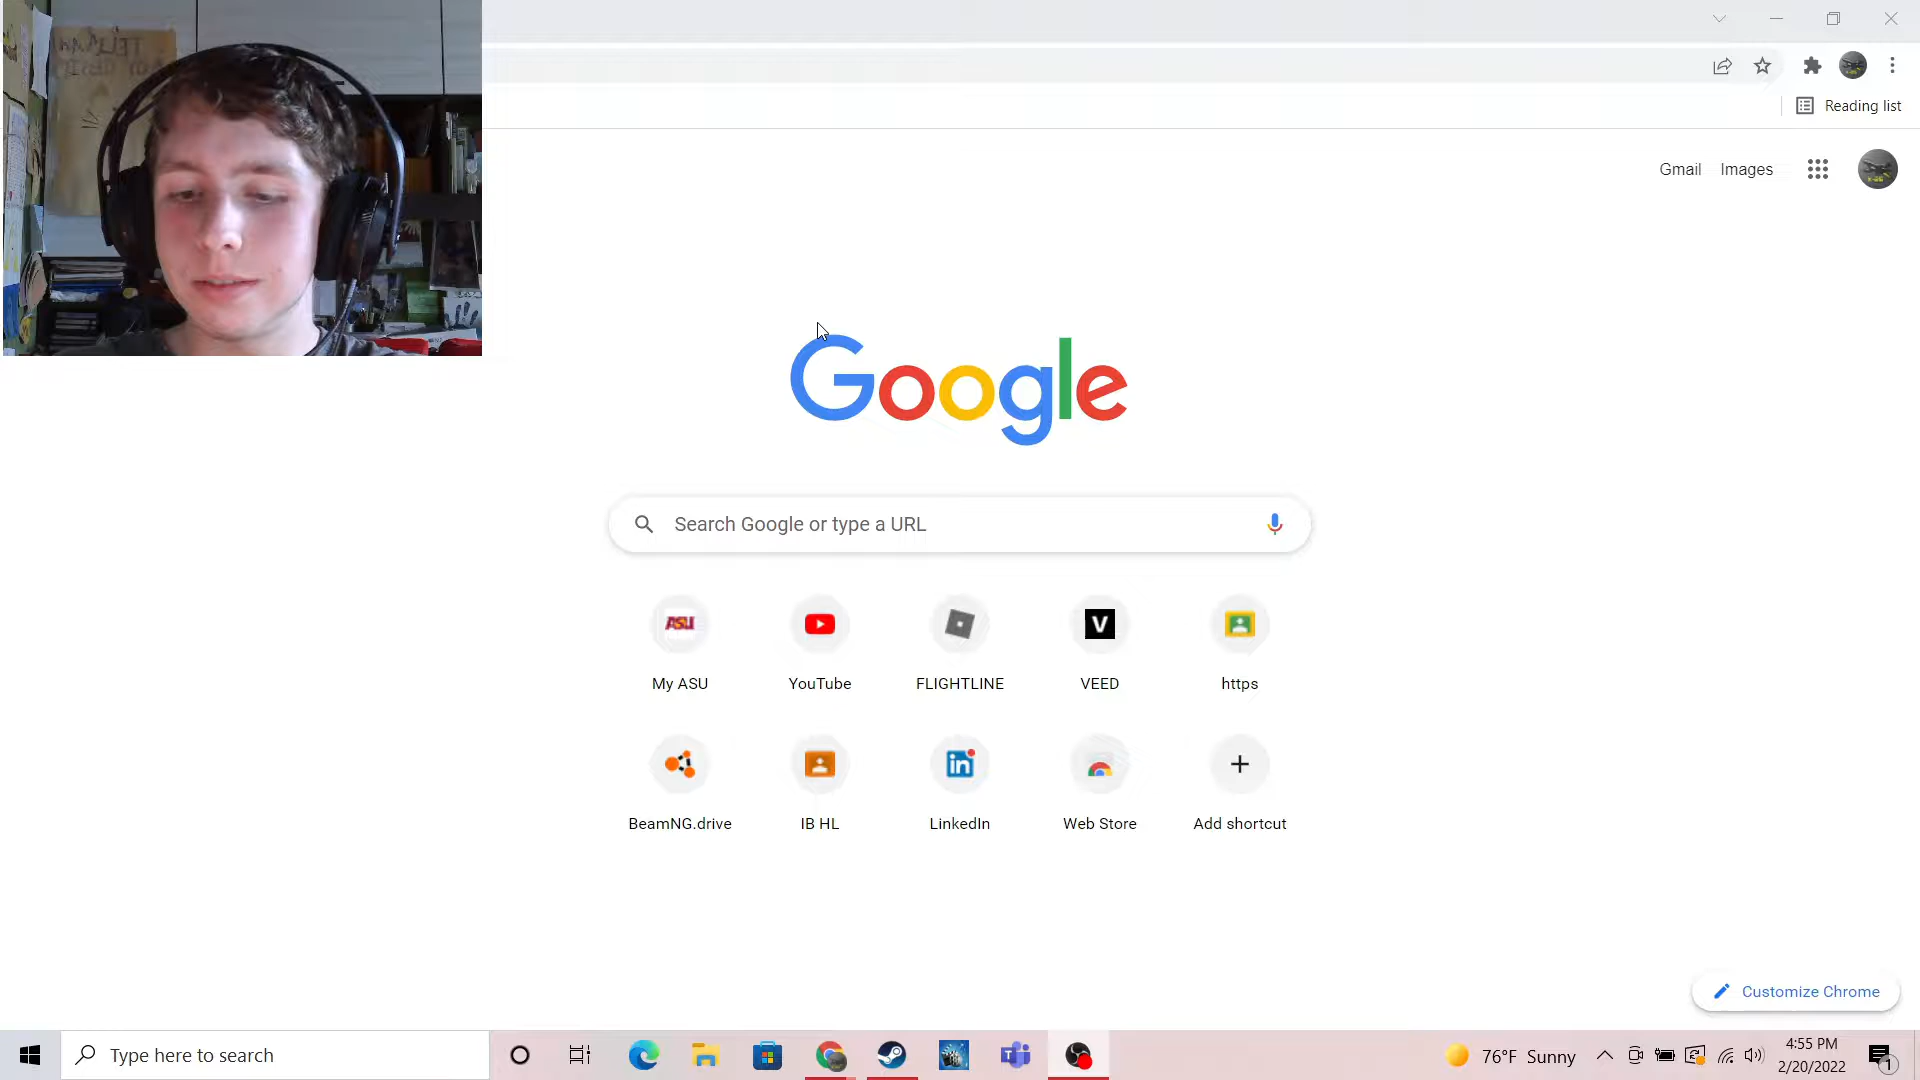 Reading list
Gmail Images
Google
Search Google or type a URL
ASU
V
in
My ASU YouTube FLIGHTLINE VEED https
BeamNG.drive IB HL LinkedIn Web Store Add shortcut
Customize Chrome
Type here to search
76°F Sunny
4:55 PM
2/20/2022
1